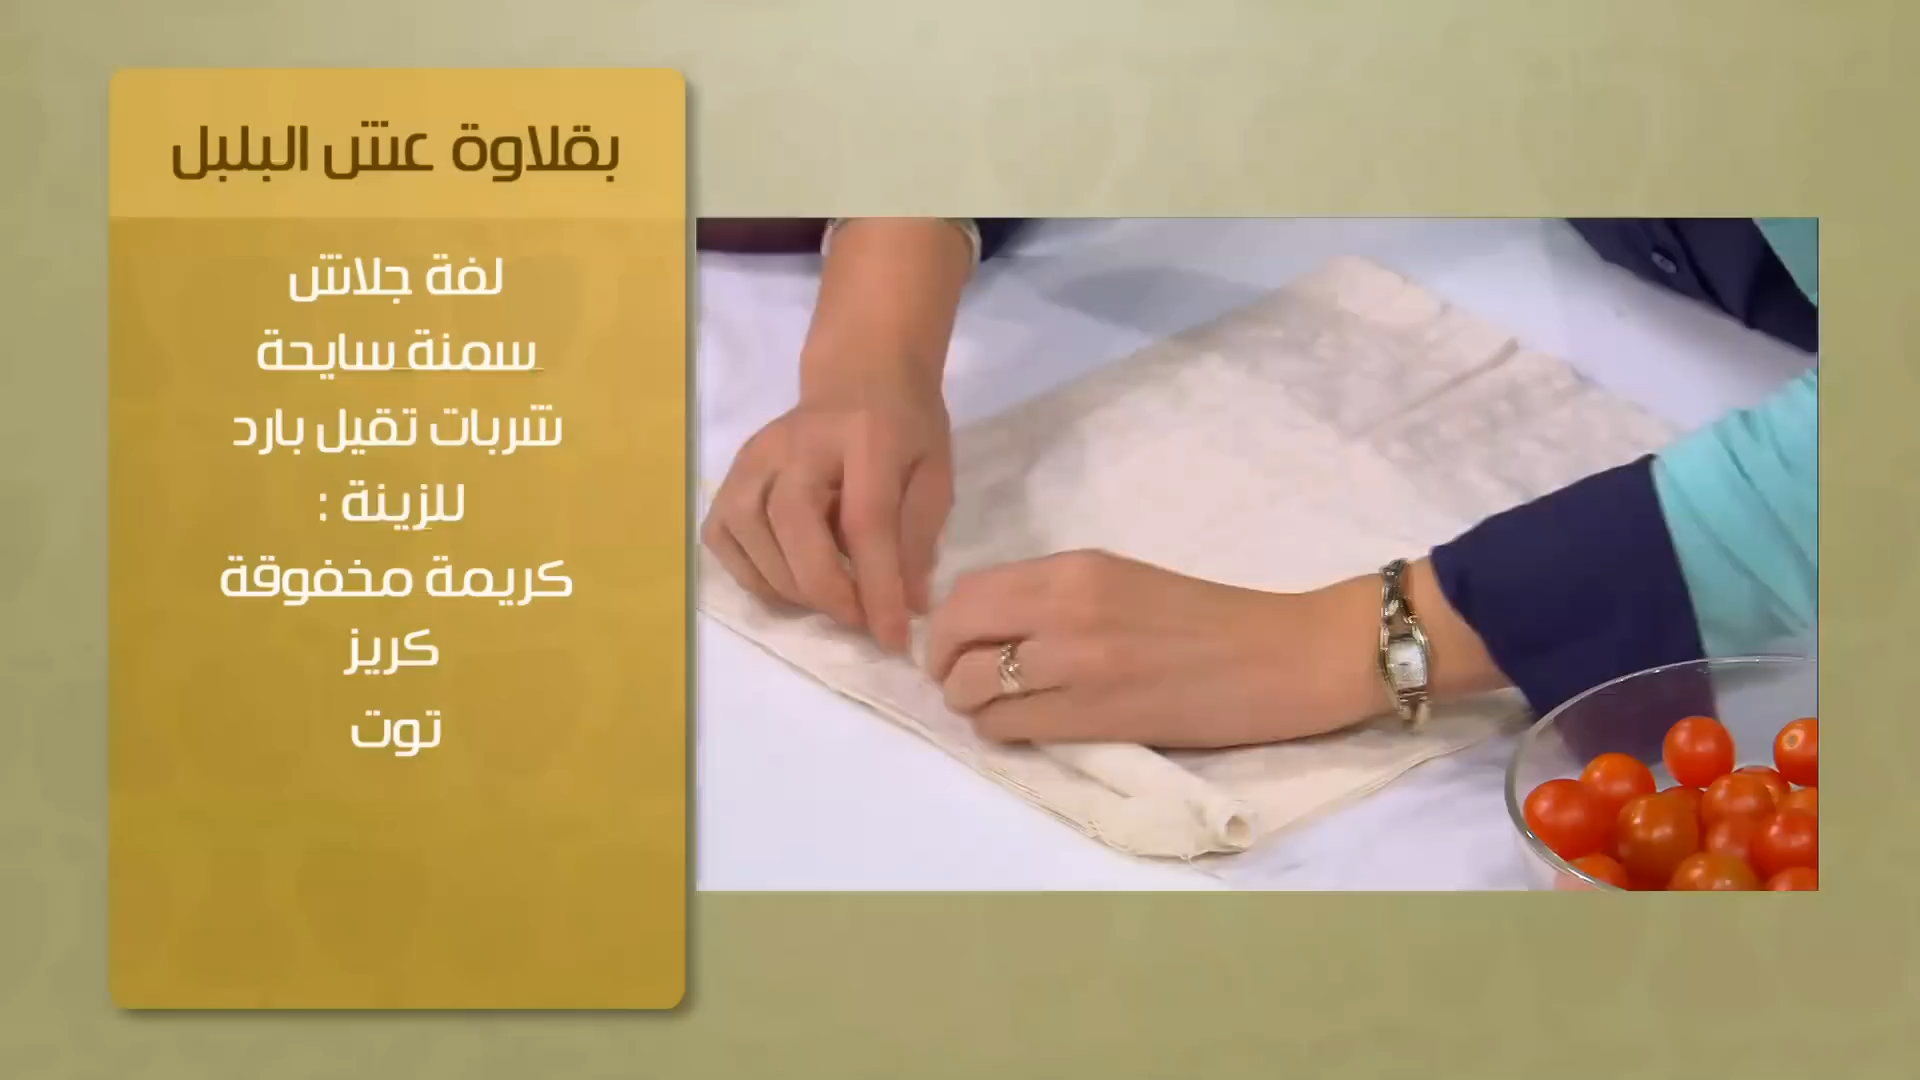 بقلاوة عش البلبل
لفة جلاش
سمنة سايحة
شربات تقيل بارد
للزينة :
كريمة مخفوقة
كريز
توت